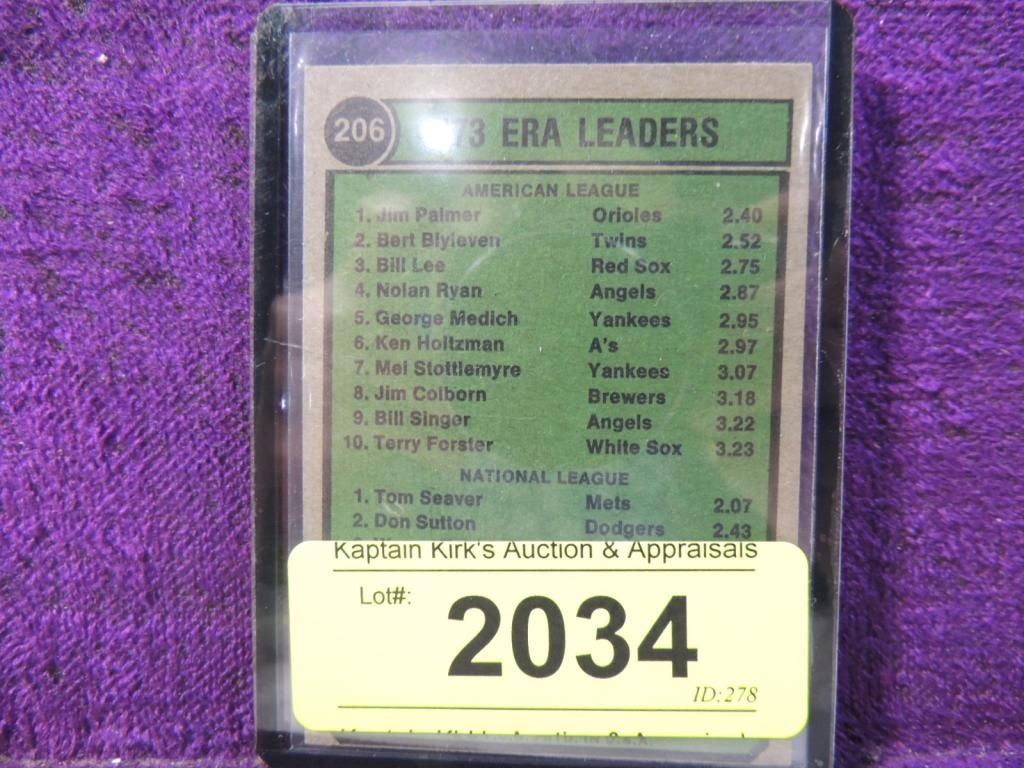 206 '73 ERA LEADERS
AMERICAN LEAGUE
1. Jim Palmer Orioles 2.40
2. Bert Blyleven Twins 2.52
3. Bill Lee Red Sox 2.75
4. Nolan Ryan Angels 2.87
5. George Medich Yankees 2.95
6. Ken Holtzman A's 2.97
7. Mel Stottlemyre Yankees 3.07
8. Jim Colborn Brewers 3.18
9. Bill Singer Angels 3.22
10. Terry Forster White Sox 3.23
NATIONAL LEAGUE
1. Tom Seaver Mets 2.07
2. Don Sutton Dodgers 2.43
Kaptain Kirk's Auction & Appraisals
Lot#: 2034
ID:278